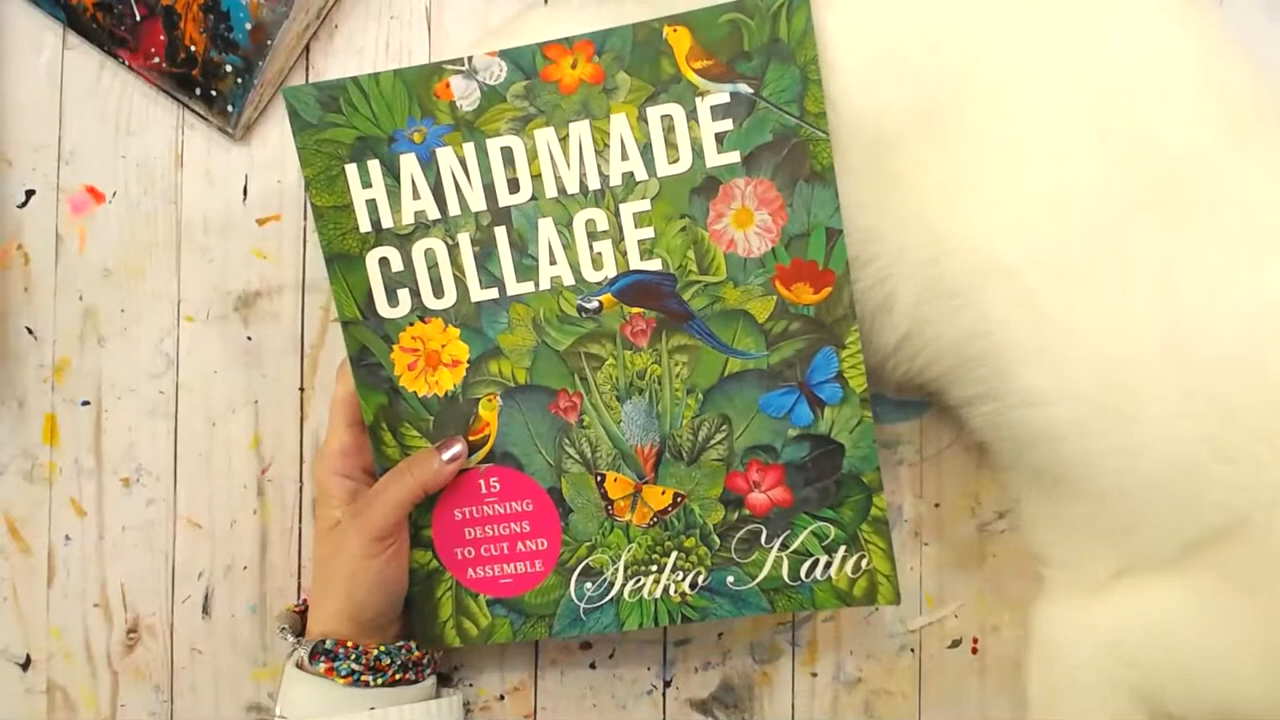 HANDMADE
COLLAGE
15
STUNNING
DESIGNS
TO CUT AND
ASSEMBLE
Seiko Kato